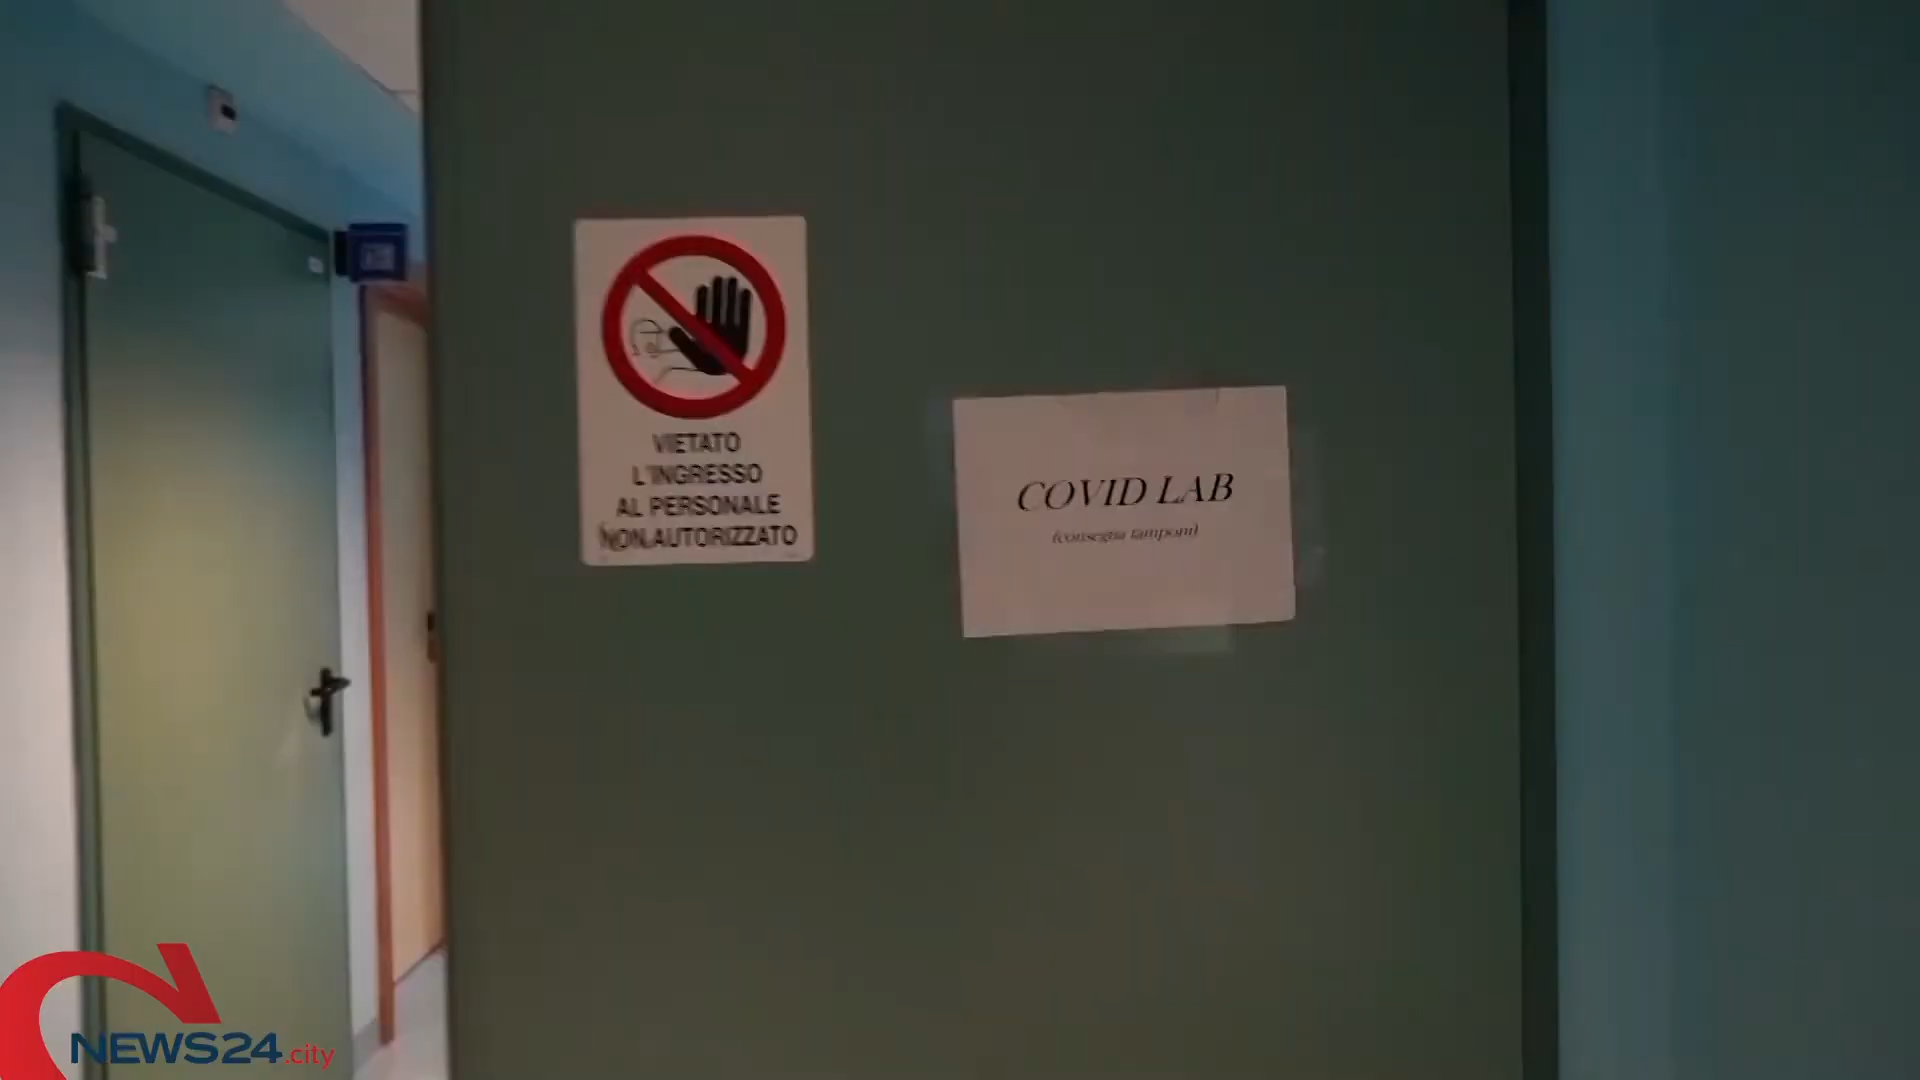 VIETATO
L'INGRESSO
AL PERSONALE
NON AUTORIZZATO
COVID LAB
(consegna tamponi)
NEWS24.city